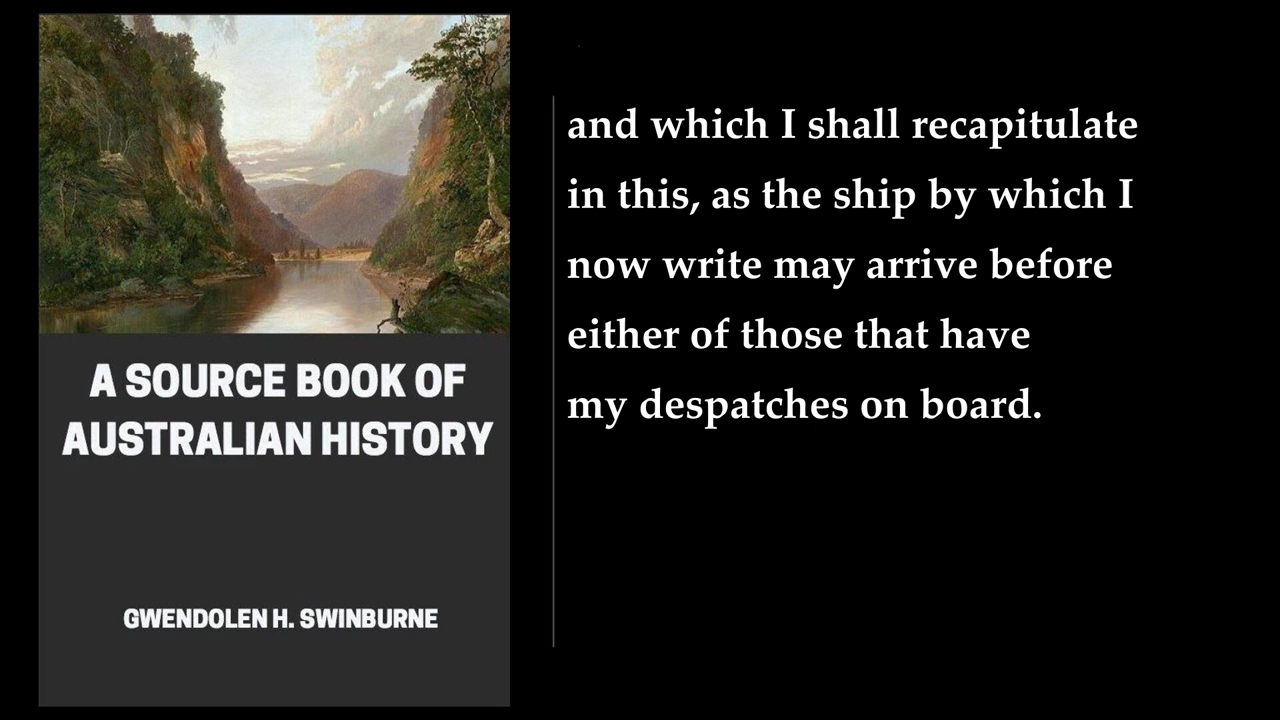 A SOURCE BOOK OF
AUSTRALIAN HISTORY
GWENDOLEN H. SWINBURNE
and which I shall recapitulate
in this, as the ship by which I
now write may arrive before
either of those that have
my despatches on board.